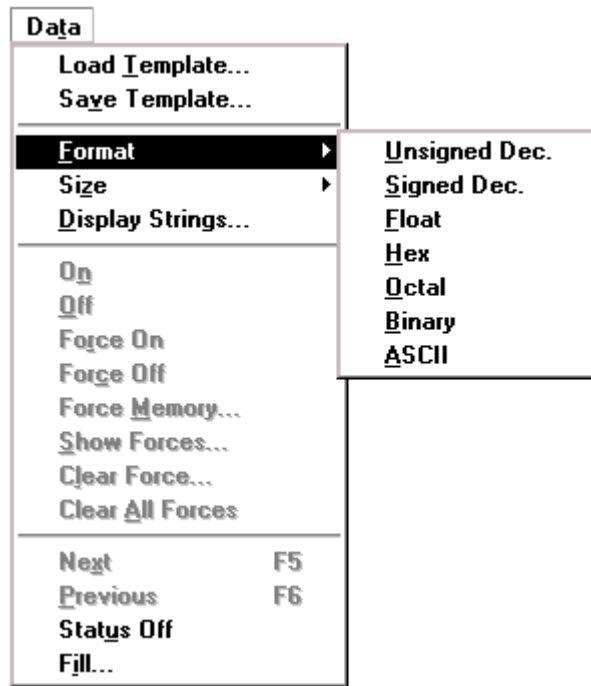 Data
Load Template...
Save Template...
Format
Size
Display Strings...
On
Off
Force On
Force Off
Force Memory...
Show Forces...
Clear Force...
Clear All Forces
Next F5
Previous F6
Status Off
Fill...
Unsigned Dec.
Signed Dec.
Float
Hex
Octal
Binary
ASCII